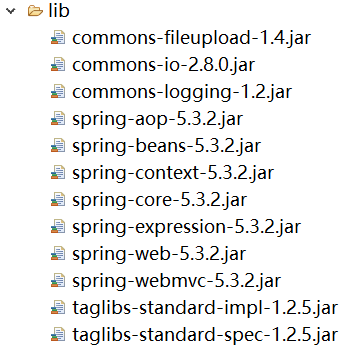 lib
commons-fileupload-1.4.jar
commons-io-2.8.0.jar
commons-logging-1.2.jar
spring-aop-5.3.2.jar
spring-beans-5.3.2.jar
spring-context-5.3.2.jar
spring-core-5.3.2.jar
spring-expression-5.3.2.jar
spring-web-5.3.2.jar
spring-webmvc-5.3.2.jar
taglibs-standard-impl-1.2.5.jar
taglibs-standard-spec-1.2.5.jar